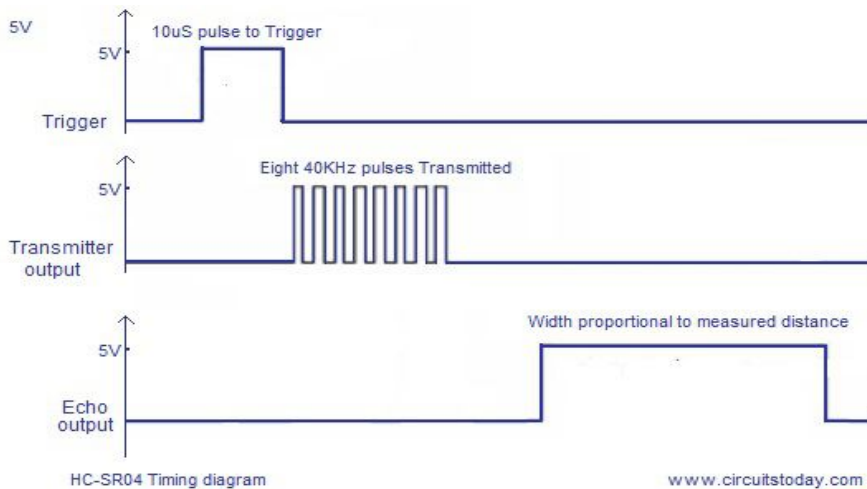 5V
10uS pulse to Trigger
5V
Trigger
Eight 40KHz pulses Transmitted
5V
Transmitter
output
Width proportional to measured distance
5V
Echo
output
HC-SR04 Timing diagram
www.circuitstoday.com